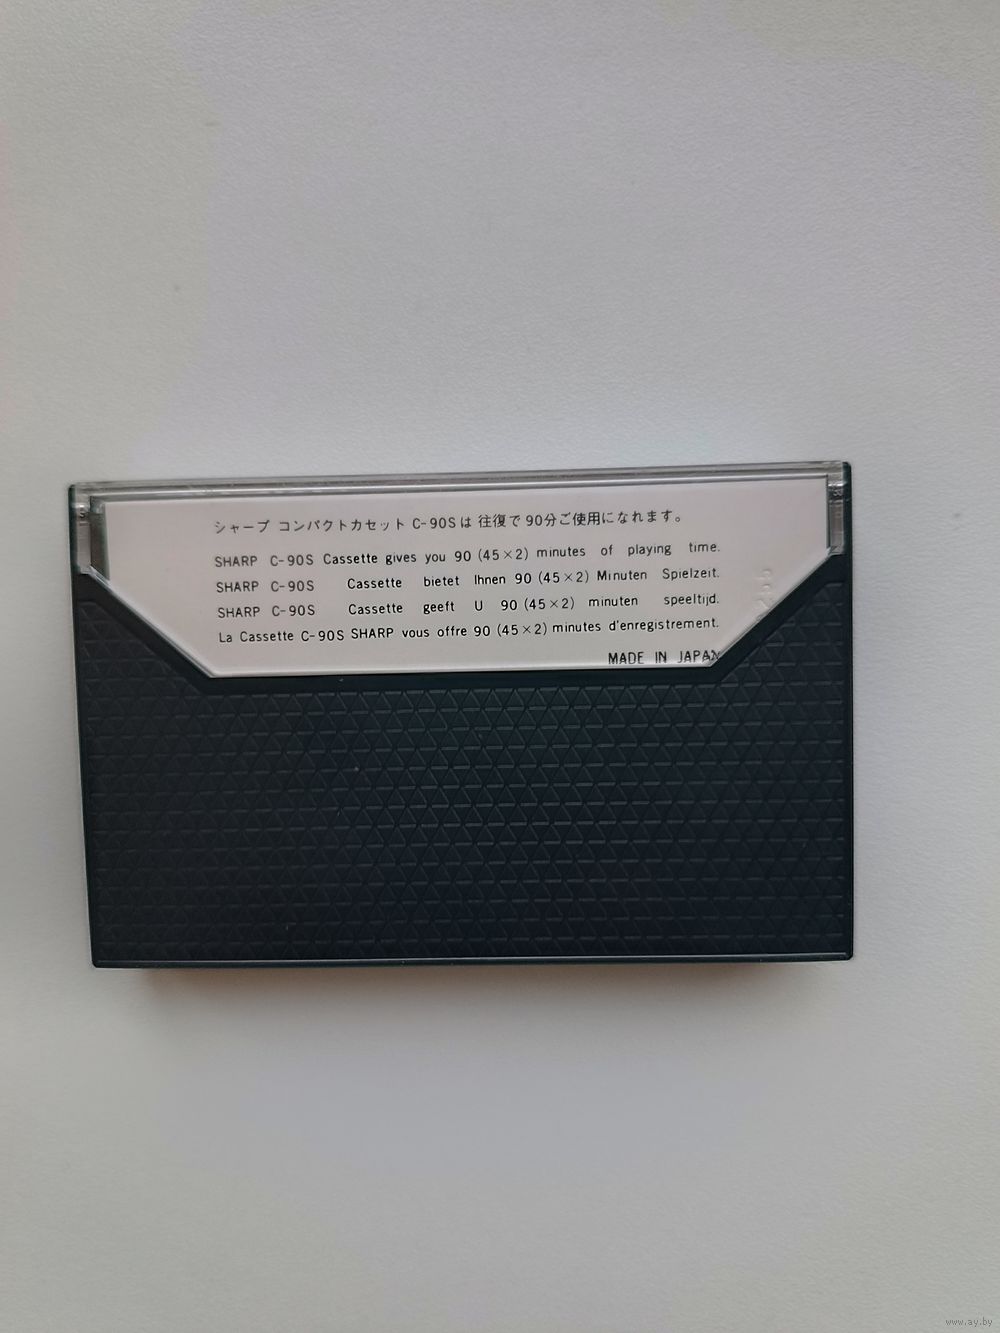 シャープ コンパクトカセット C-90Sは 往復で 90分ご使用になれます。
SHARP C-90S Cassette gives you 90 (45×2) minutes of playing time.
SHARP C-90S Cassette bietet Ihnen 90 (45×2) Minuten Spielzeit.
SHARP C-90S Cassette geeft U 90 (45×2) minuten speeltijd.
La Cassette C-90S SHARP vous offre 90 (45×2) minutes d'enregistrement.
MADE IN JAPAN
www.ay.by